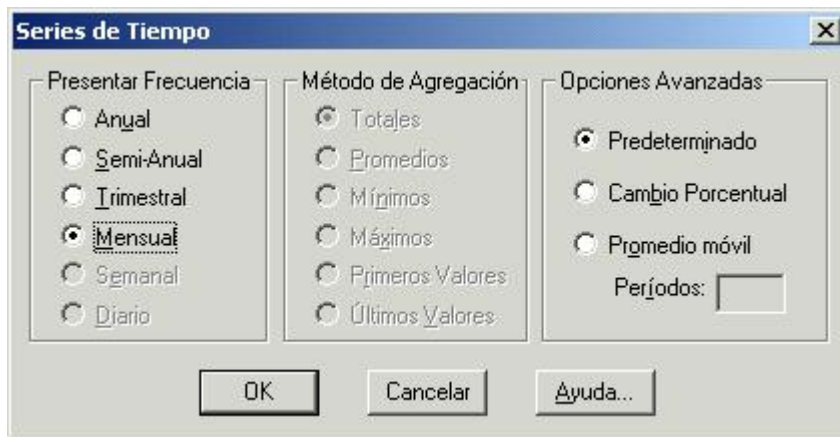 Series de Tiempo
Presentar Frecuencia
Anual
Semi-Anual
Trimestral
Mensual
Semanal
Diario
Método de Agregación
Totales
Promedios
Mínimos
Máximos
Primeros Valores
Últimos Valores
Opciones Avanzadas
Predeterminado
Cambio Porcentual
Promedio móvil
Períodos:
OK
Cancelar
Ayuda...